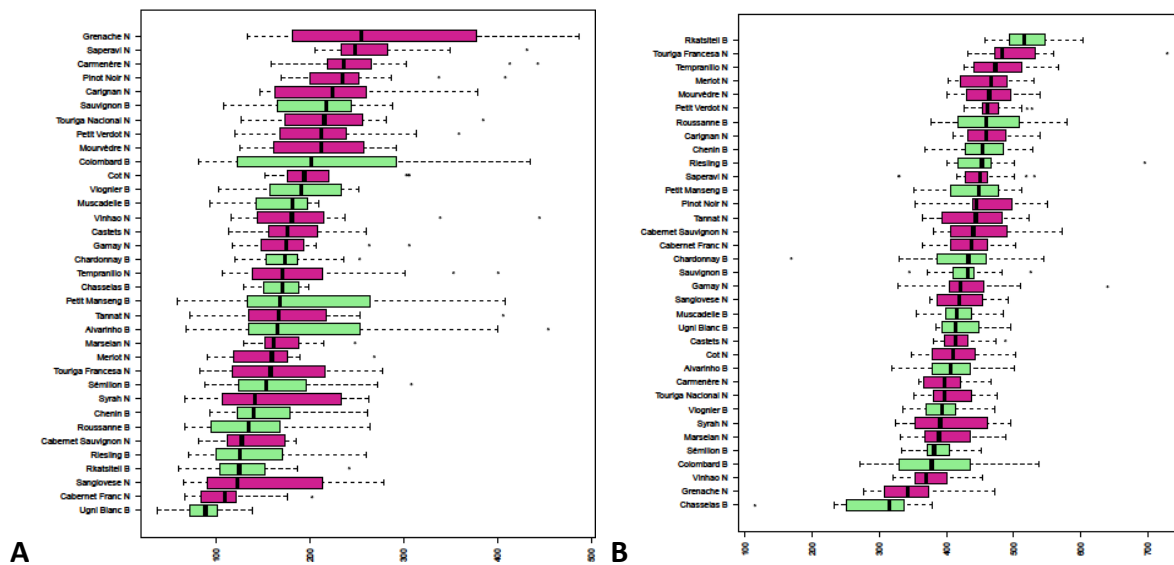 A
Grenache N
Saperavi N
Carmenère N
Pinot Noir N
Carignan N
Sauvignon B
Touriga Nacional N
Petit Verdot N
Mourvèdre N
Colombard B
Cot N
Viognier B
Muscadelle B
Vinhao N
Castets N
Gamay N
Chardonnay B
Tempranillo N
Chasselas B
Petit Manseng B
Tannat N
Alvarinho B
Marselan N
Merlot N
Touriga Francesa N
Sémillon B
Syrah N
Chenin B
Roussanne B
Cabernet Sauvignon N
Riesling B
Rkatsiteli B
Sangiovese N
Cabernet Franc N
Ugni Blanc B
100 200 300 400 500
B
Rkatsiteli B
Touriga Francesa N
Tempranillo N
Merlot N
Mourvèdre N
Petit Verdot N
Roussanne B
Carignan N
Chenin B
Riesling B
Saperavi N
Petit Manseng B
Pinot Noir N
Tannat N
Cabernet Sauvignon N
Cabernet Franc N
Chardonnay B
Sauvignon B
Gamay N
Sangiovese N
Muscadelle B
Ugni Blanc B
Castets N
Cot N
Alvarinho B
Carmenère N
Touriga Nacional N
Viognier B
Syrah N
Marselan N
Sémillon B
Colombard B
Vinhao N
Grenache N
Chasselas B
100 200 300 400 500 600 700